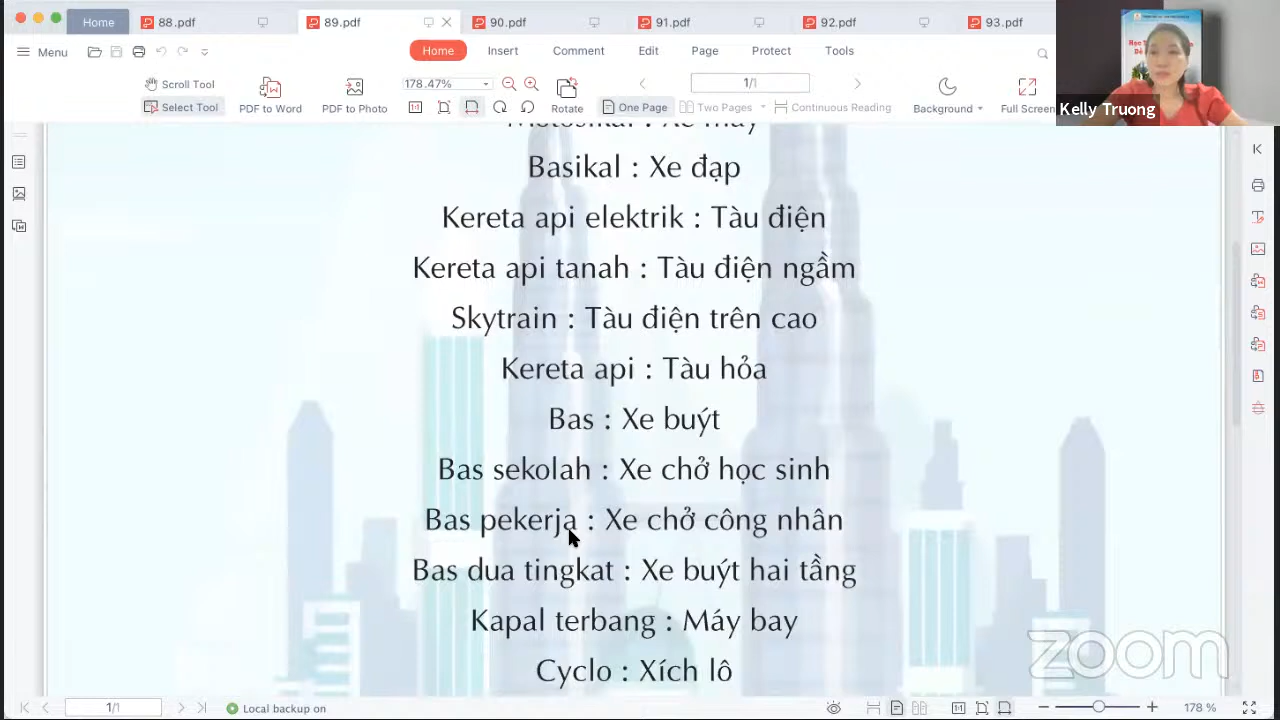 Home
88.pdf
89.pdf
90.pdf
91.pdf
92.pdf
93.pdf
Menu
Home
Insert
Comment
Edit
Page
Protect
Tools
Scroll Tool
Select Tool
PDF to Word
PDF to Photo
178.47%
Rotate
1/1
One Page
Two Pages
Continuous Reading
Background
Full Screen
Kelly Truong
Motosikal : Xe máy
Basikal : Xe đạp
Kereta api elektrik : Tàu điện
Kereta api tanah : Tàu điện ngầm
Skytrain : Tàu điện trên cao
Kereta api : Tàu hỏa
Bas : Xe buýt
Bas sekolah : Xe chở học sinh
Bas pekerja : Xe chở công nhân
Bas dua tingkat : Xe buýt hai tầng
Kapal terbang : Máy bay
Cyclo : Xích lô
zoom
1/1
Local backup on
178 %